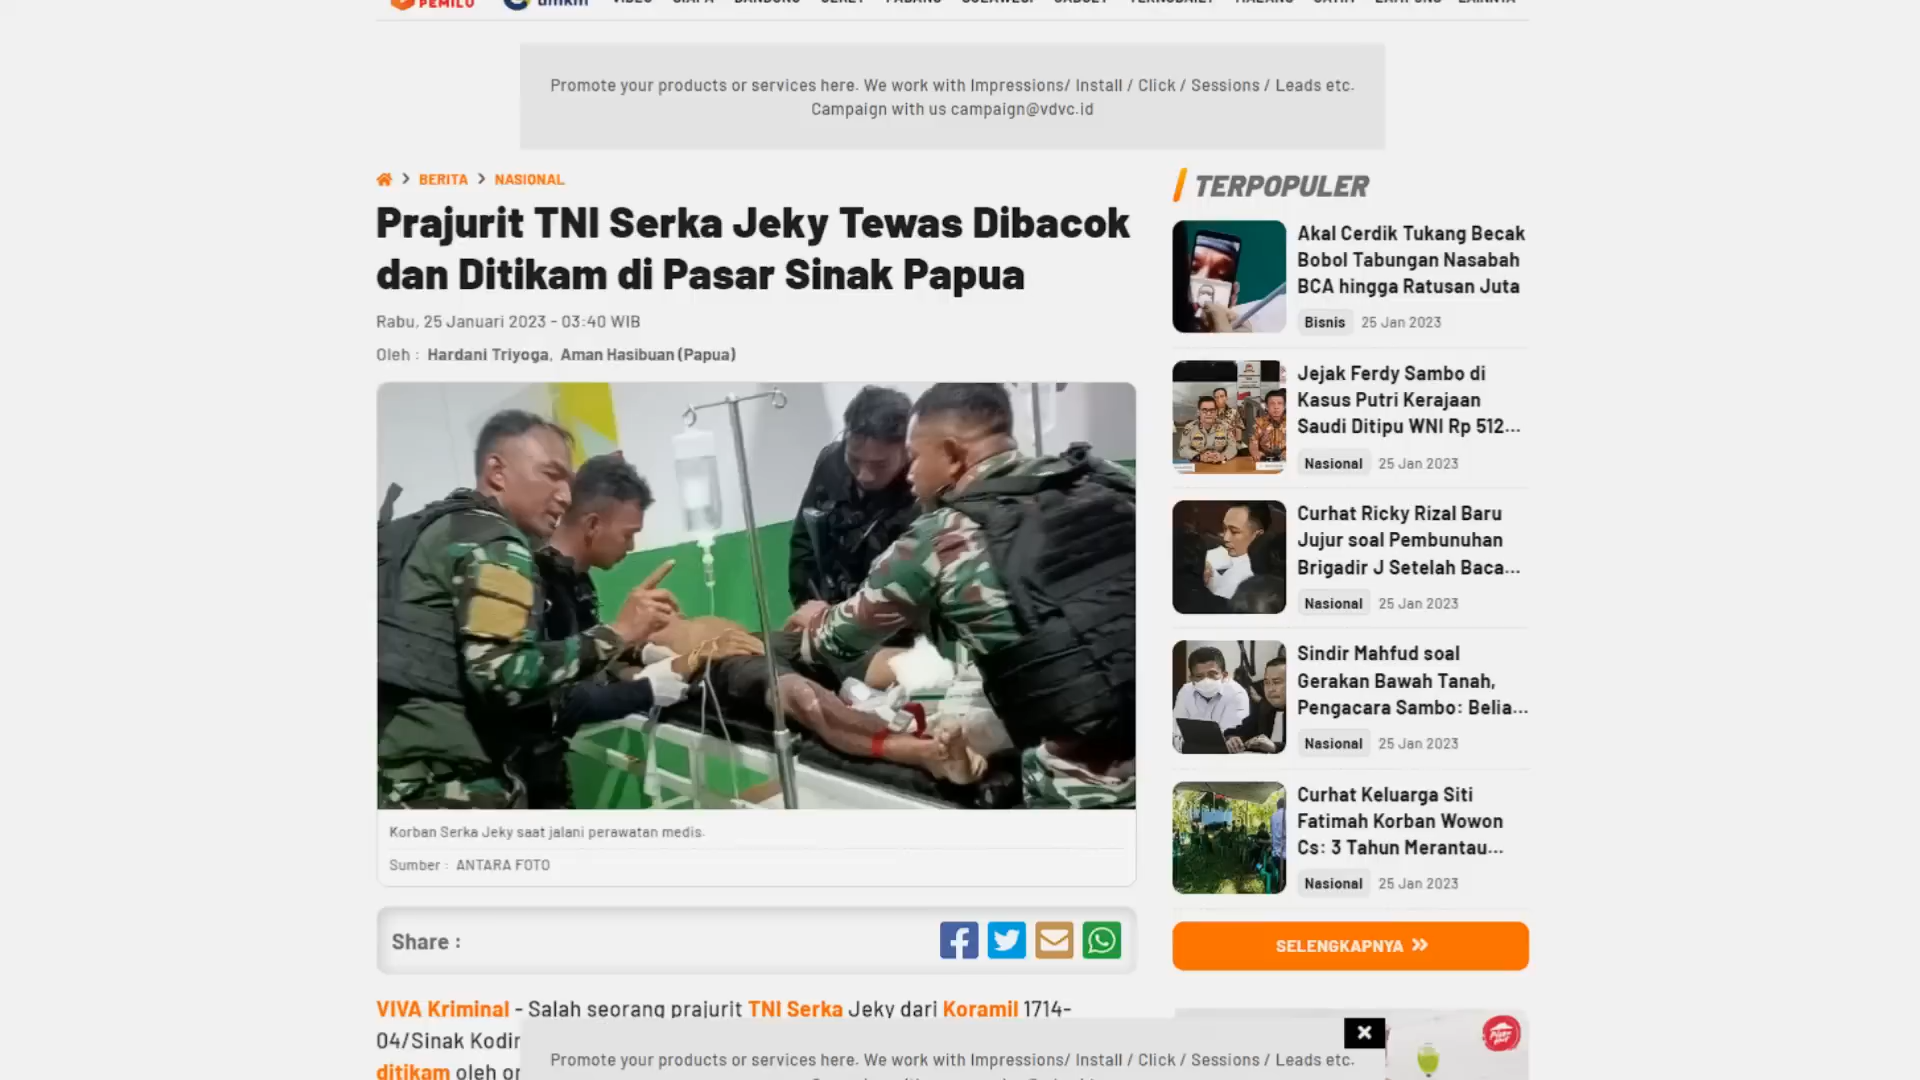 PEMILU
umkm
Promote your products or services here. We work with Impressions/ Install / Click / Sessions / Leads etc.
Campaign with us campaign@vdvc.id
BERITA > NASIONAL
Prajurit TNI Serka Jeky Tewas Dibacok
dan Ditikam di Pasar Sinak Papua
Rabu, 25 Januari 2023 - 03:40 WIB
Oleh : Hardani Triyoga, Aman Hasibuan (Papua)
Korban Serka Jeky saat jalani perawatan medis.
Sumber : ANTARA FOTO
Share :
VIVA Kriminal - Salah seorang prajurit TNI Serka Jeky dari Koramil 1714-
04/Sinak
ditikam oleh
TERPOPULER
Akal Cerdik Tukang Becak
Bobol Tabungan Nasabah
BCA hingga Ratusan Juta
Bisnis 25 Jan 2023
Jejak Ferdy Sambo di
Kasus Putri Kerajaan
Saudi Ditipu WNI Rp 512...
Nasional 25 Jan 2023
Curhat Ricky Rizal Baru
Jujur soal Pembunuhan
Brigadir J Setelah Baca...
Nasional 25 Jan 2023
Sindir Mahfud soal
Gerakan Bawah Tanah,
Pengacara Sambo: Belia...
Nasional 25 Jan 2023
Curhat Keluarga Siti
Fatimah Korban Wowon
Cs: 3 Tahun Merantau...
Nasional 25 Jan 2023
SELENGKAPNYA »
Promote your products or services here. We work with Impressions/ Install / Click / Sessions / Leads etc.